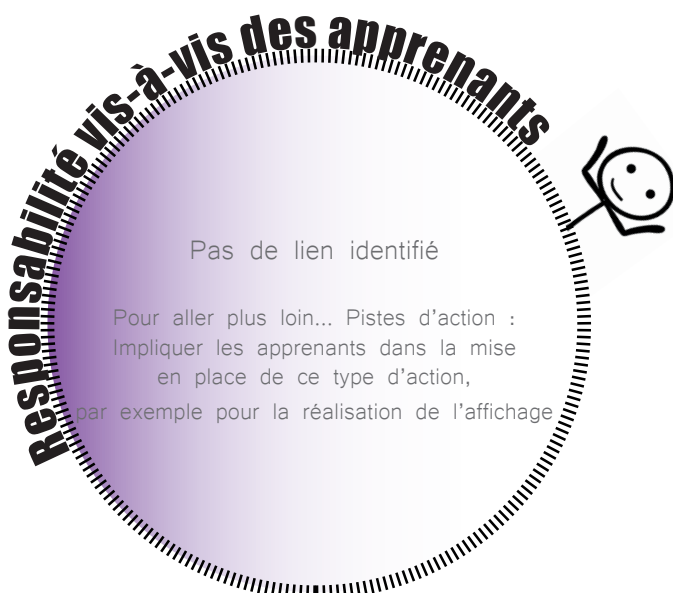 Responsabilité vis-à-vis des apprenants
Pas de lien identifié
Pour aller plus loin... Pistes d'action :
Impliquer les apprenants dans la mise
en place de ce type d'action,
par exemple pour la réalisation de l'affichage